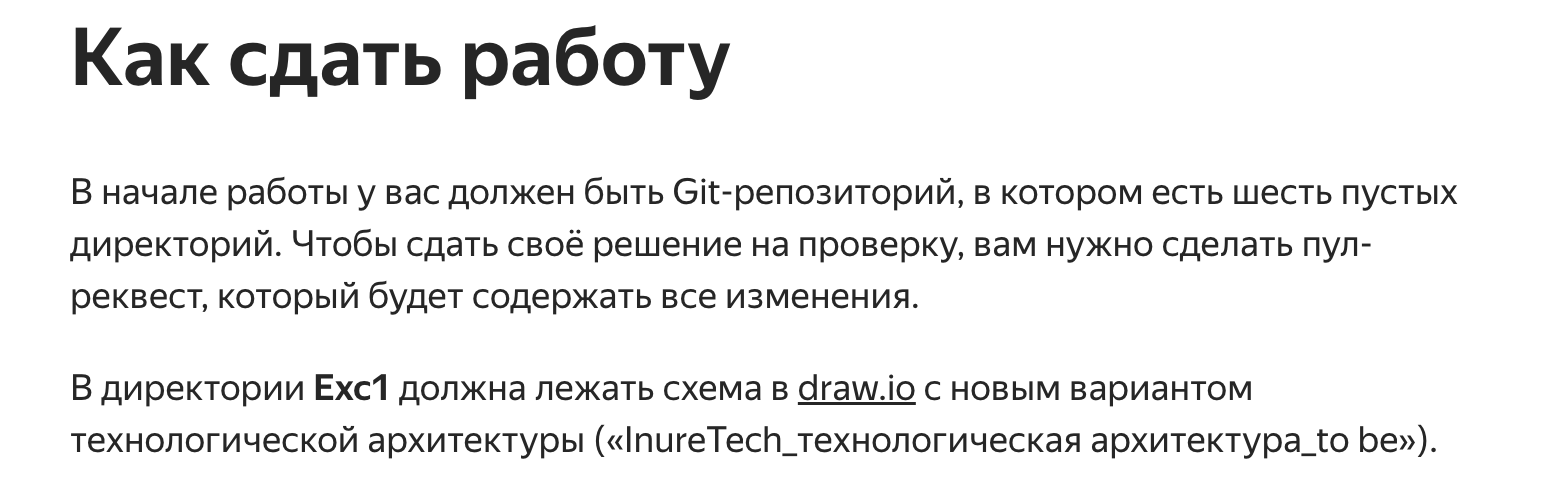 Как сдать работу
В начале работы у вас должен быть Git-репозиторий, в котором есть шесть пустых
директорий. Чтобы сдать своё решение на проверку, вам нужно сделать пул-
реквест, который будет содержать все изменения.
В директории Exc1 должна лежать схема в draw.io с новым вариантом
технологической архитектуры («InureTech_технологическая архитектура_to be»).